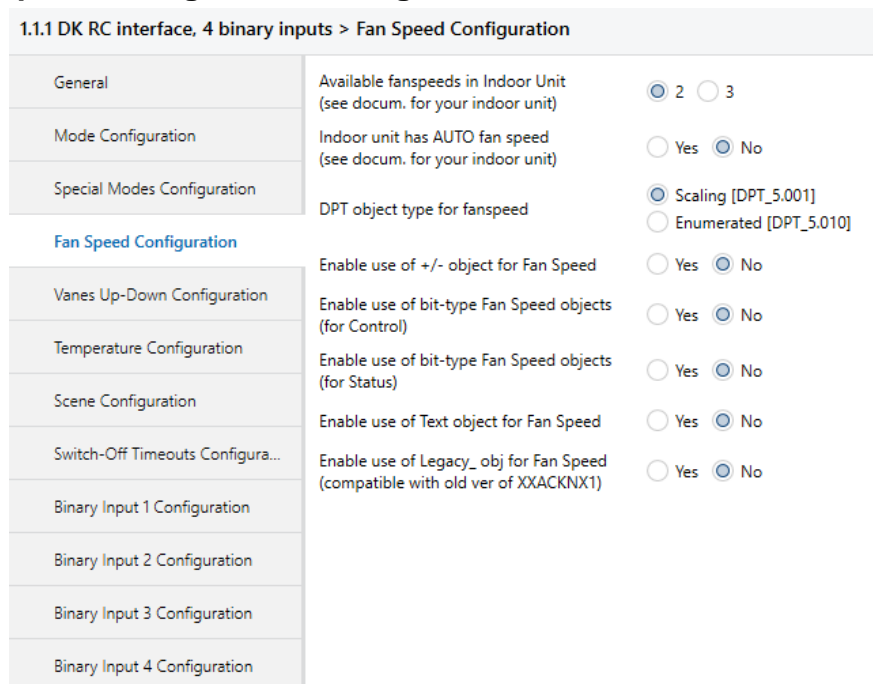 1.1.1 DK RC interface, 4 binary inputs > Fan Speed Configuration
General
Mode Configuration
Special Modes Configuration
Fan Speed Configuration
Vanes Up-Down Configuration
Temperature Configuration
Scene Configuration
Switch-Off Timeouts Configura...
Binary Input 1 Configuration
Binary Input 2 Configuration
Binary Input 3 Configuration
Binary Input 4 Configuration
Available fanspeeds in Indoor Unit
(see docum. for your indoor unit)
2 3
Indoor unit has AUTO fan speed
(see docum. for your indoor unit)
Yes No
DPT object type for fanspeed
Scaling [DPT_5.001]
Enumerated [DPT_5.010]
Enable use of +/- object for Fan Speed
Yes No
Enable use of bit-type Fan Speed objects
(for Control)
Yes No
Enable use of bit-type Fan Speed objects
(for Status)
Yes No
Enable use of Text object for Fan Speed
Yes No
Enable use of Legacy_ obj for Fan Speed
(compatible with old ver of XXACKNX1)
Yes No